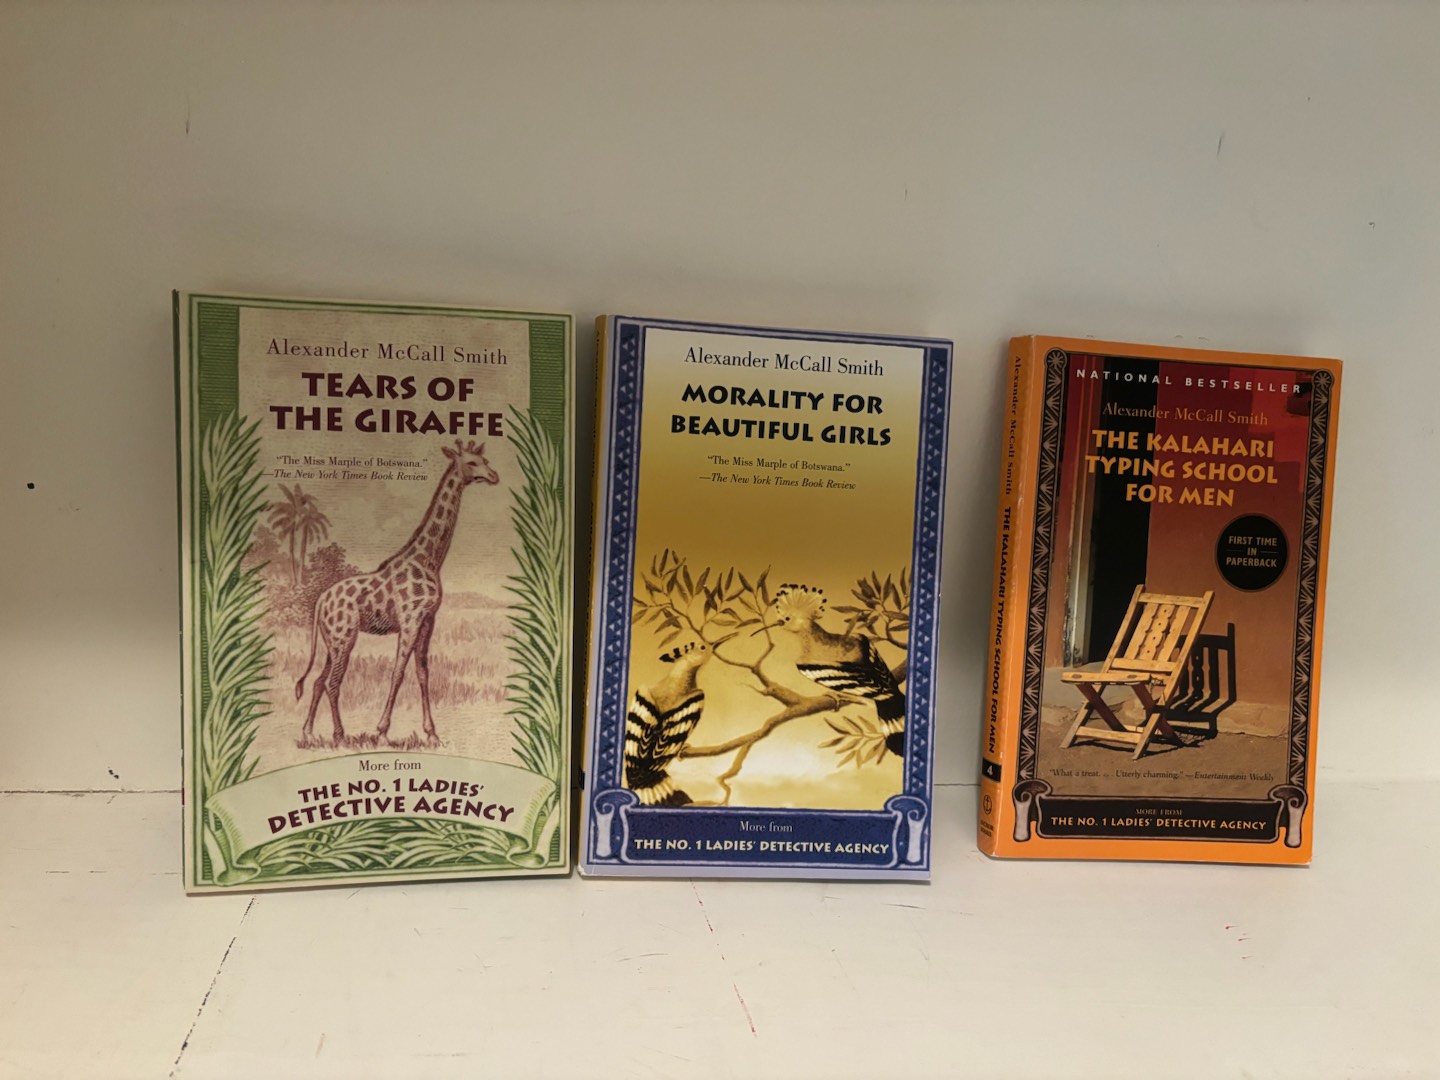 Alexander McCall Smith
TEARS OF
THE GIRAFFE
“The Miss Marple of Botswana.”
—The New York Times Book Review
More from
THE NO. 1 LADIES’
DETECTIVE AGENCY
Alexander McCall Smith
MORALITY FOR
BEAUTIFUL GIRLS
“The Miss Marple of Botswana.”
—The New York Times Book Review
More from
THE NO. 1 LADIES’ DETECTIVE AGENCY
Alexander McCall Smith THE KALAHARI TYPING SCHOOL FOR MEN
4
NATIONAL BESTSELLER
Alexander McCall Smith
THE KALAHARI
TYPING SCHOOL
FOR MEN
FIRST TIME
IN
PAPERBACK
“What a treat. . . . Utterly charming.” —Entertainment Weekly
MORE FROM
THE NO. 1 LADIES’ DETECTIVE AGENCY